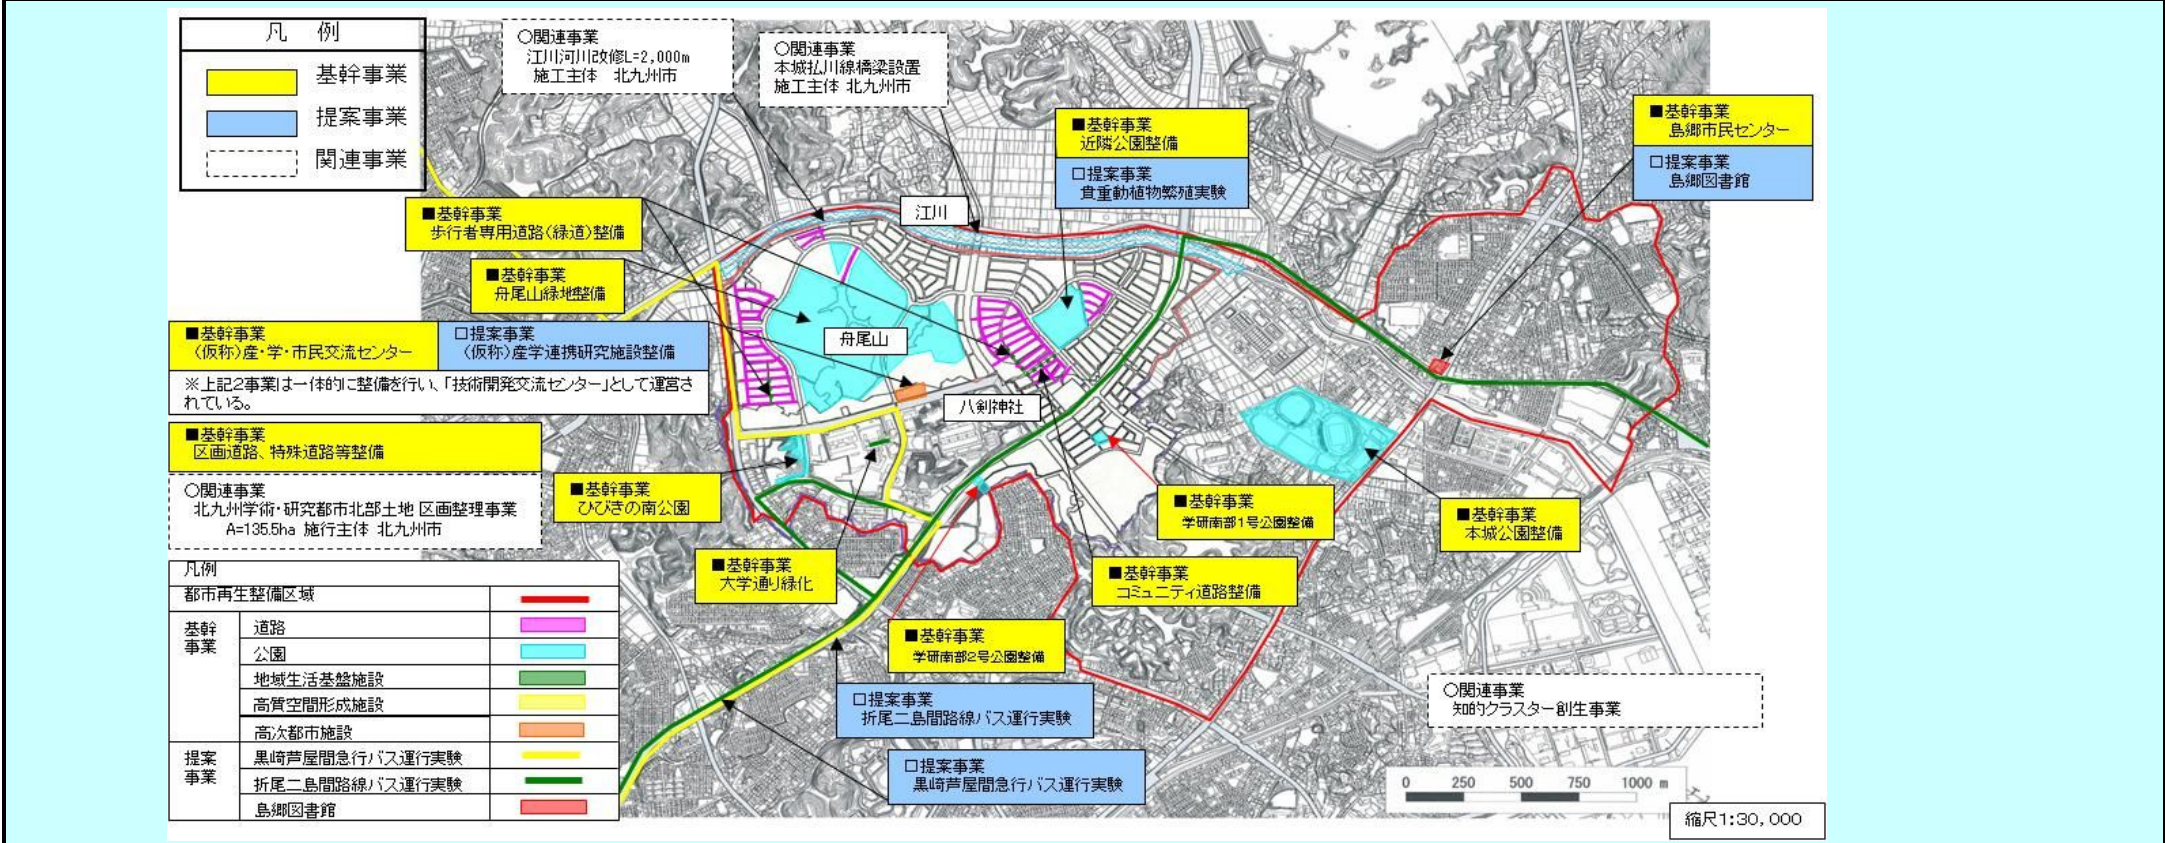 凡 例
基幹事業
提案事業
関連事業
○関連事業
江川河川改修L=2,000m
施工主体 北九州市
○関連事業
本城払川線橋梁設置
施工主体 北九州市
■基幹事業
近隣公園整備
□提案事業
貴重動植物繁殖実験
■基幹事業
島郷市民センター
□提案事業
島郷図書館
■基幹事業
歩行者専用道路(緑道)整備
江川
■基幹事業
舟尾山緑地整備
舟尾山
■基幹事業
(仮称)産・学・市民交流センター
□提案事業
(仮称)産学連携研究施設整備
※上記2事業は一体的に整備を行い、「技術開発交流センター」として運営さ
れている。
八剣神社
■基幹事業
区画道路、特殊道路等整備
○関連事業
北九州学術・研究都市北部土地 区画整理事業
A=135.5ha 施行主体 北九州市
■基幹事業
ひびきの南公園
■基幹事業
学研南部1号公園整備
■基幹事業
本城公園整備
■基幹事業
大学通り緑化
■基幹事業
コミュニティ道路整備
■基幹事業
学研南部2号公園整備
□提案事業
折尾二島間路線バス運行実験
□提案事業
黒崎芦屋間急行バス運行実験
○関連事業
知的クラスター創生事業
凡例
都市再生整備区域
基幹
事業
道路
公園
地域生活基盤施設
高質空間形成施設
高次都市施設
提案
事業
黒崎芦屋間急行バス運行実験
折尾二島間路線バス運行実験
島郷図書館
0 250 500 750 1000 m
縮尺1:30,000